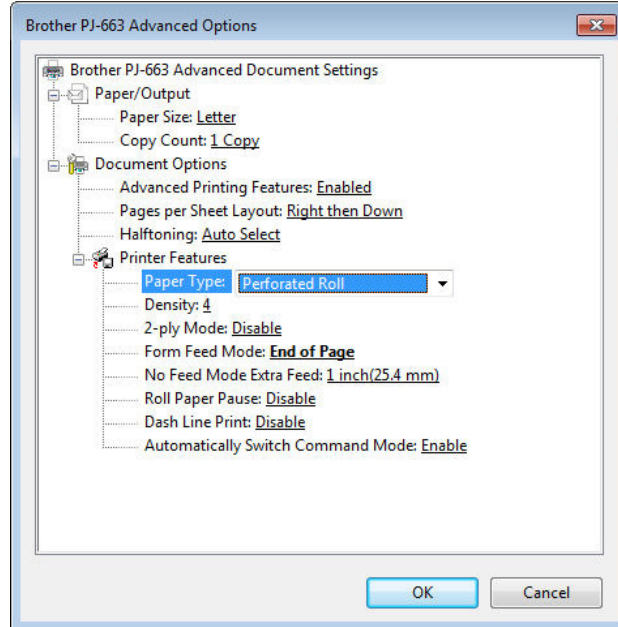 Brother PJ-663 Advanced Options
Brother PJ-663 Advanced Document Settings
Paper/Output
Paper Size: Letter
Copy Count: 1 Copy
Document Options
Advanced Printing Features: Enabled
Pages per Sheet Layout: Right then Down
Halftoning: Auto Select
Printer Features
Paper Type: Perforated Roll
Density: 4
2-ply Mode: Disable
Form Feed Mode: End of Page
No Feed Mode Extra Feed: 1 inch(25.4 mm)
Roll Paper Pause: Disable
Dash Line Print: Disable
Automatically Switch Command Mode: Enable
OK Cancel